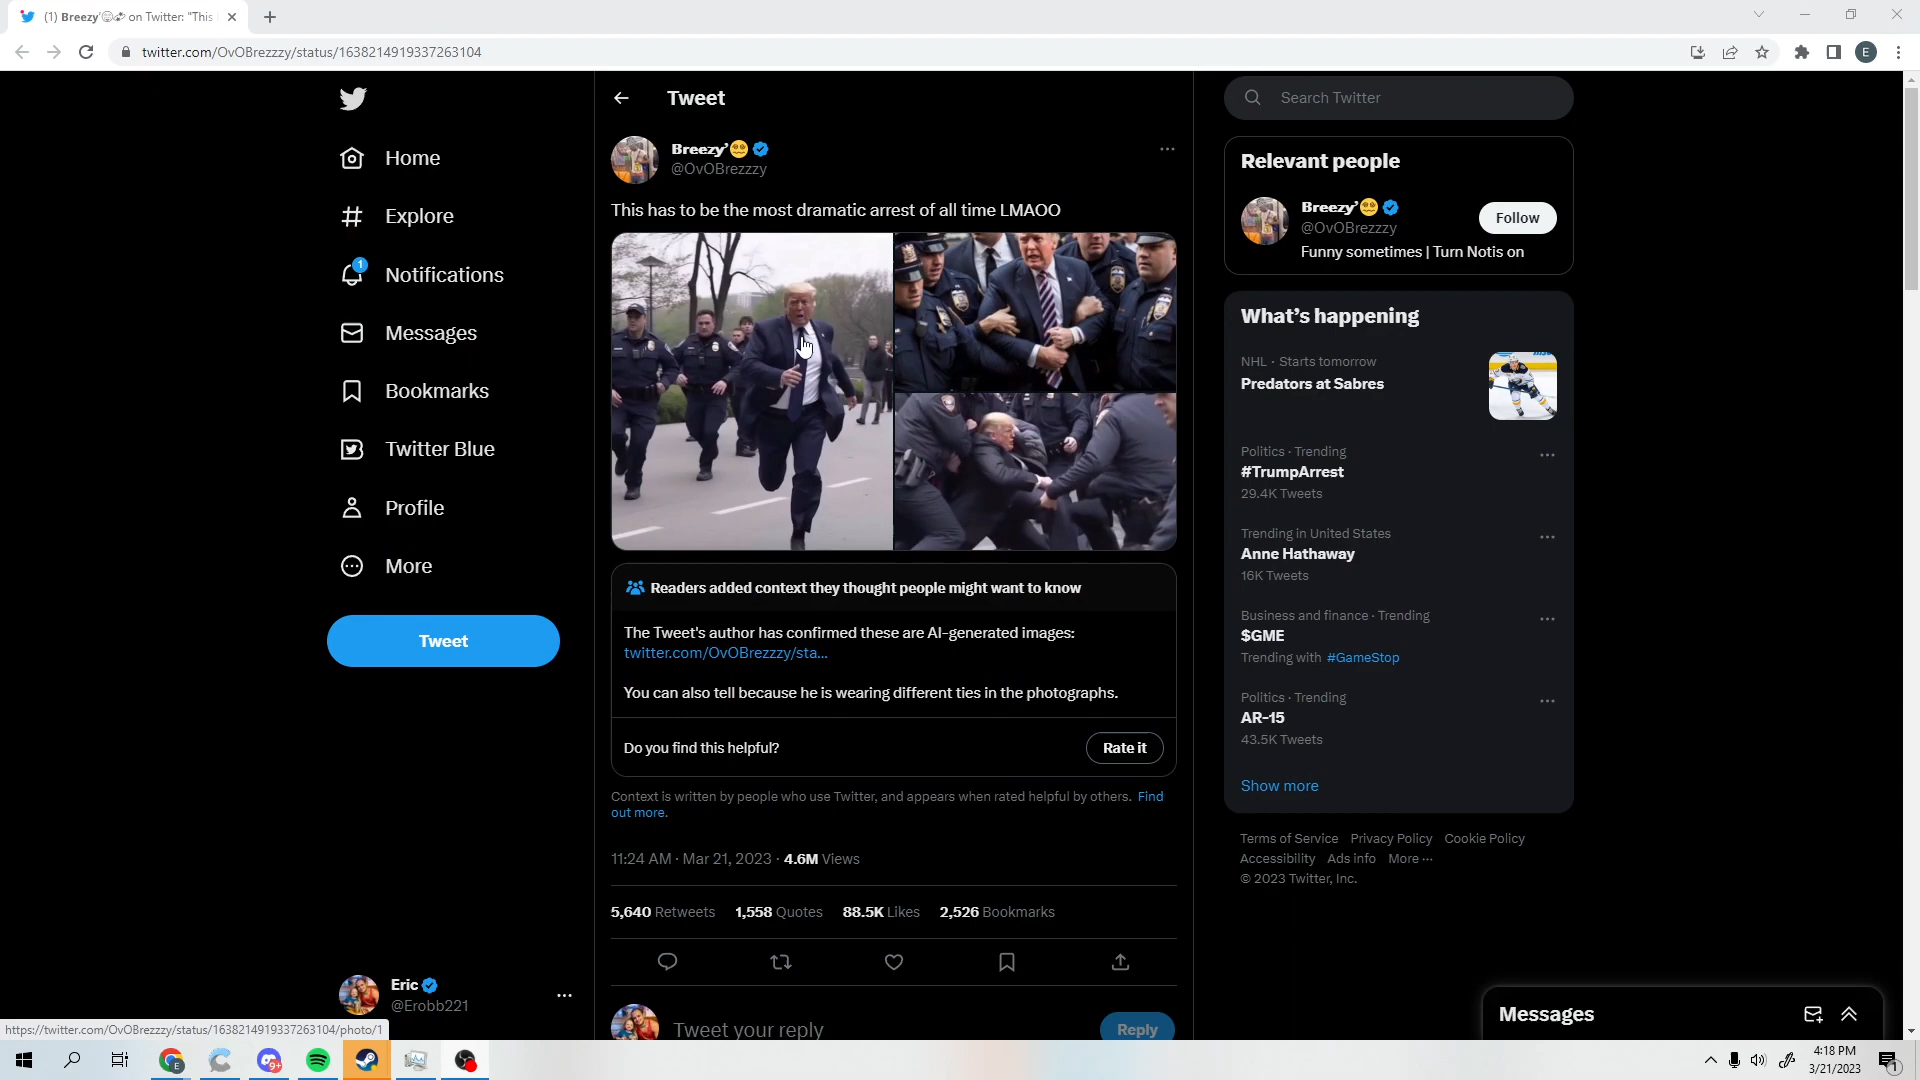 (1) Breezy' on Twitter: "This
twitter.com/OvOBrezzzy/status/1638214919337263104
E
Home
Explore
1
Notifications
Messages
Bookmarks
Twitter Blue
Profile
More
Tweet
Eric
@Erobb221
https://twitter.com/OvOBrezzzy/status/1638214919337263104/photo/1
Tweet
Breezy'
@OvOBrezzzy
This has to be the most dramatic arrest of all time LMAOO
Readers added context they thought people might want to know
The Tweet's author has confirmed these are AI-generated images:
twitter.com/OvOBrezzzy/sta...
You can also tell because he is wearing different ties in the photographs.
Do you find this helpful?
Rate it
Context is written by people who use Twitter, and appears when rated helpful by others. Find
out more.
11:24 AM · Mar 21, 2023 · 4.6M Views
5,640 Retweets 1,558 Quotes 88.5K Likes 2,526 Bookmarks
Tweet your reply
Reply
Search Twitter
Relevant people
Breezy'
@OvOBrezzzy
Follow
Funny sometimes | Turn Notis on
What's happening
NHL · Starts tomorrow
Predators at Sabres
Politics · Trending
#TrumpArrest
29.4K Tweets
Trending in United States
Anne Hathaway
16K Tweets
Business and finance · Trending
$GME
Trending with #GameStop
Politics · Trending
AR-15
43.5K Tweets
Show more
Terms of Service Privacy Policy Cookie Policy
Accessibility Ads info More ···
© 2023 Twitter, Inc.
Messages
E
9+
4:18 PM
3/21/2023
1